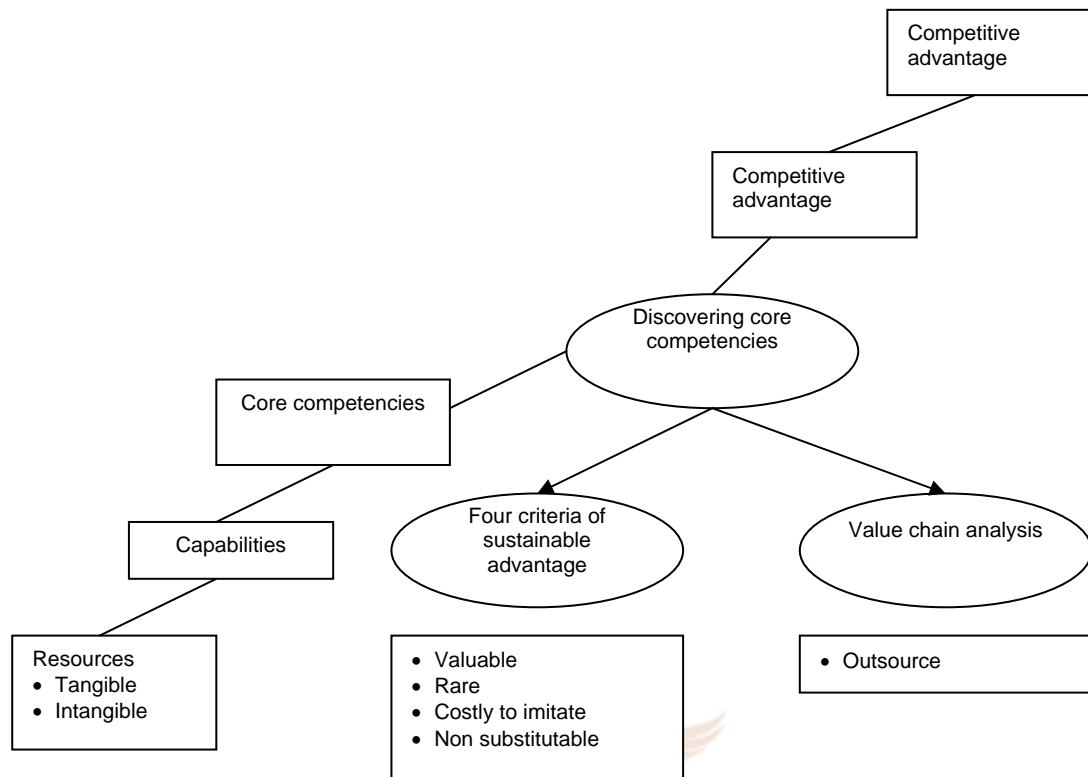 Competitive
advantage
Competitive
advantage
Discovering core
competencies
Core competencies
Four criteria of
sustainable
advantage
Value chain analysis
Capabilities
Resources
• Tangible
• Intangible
• Valuable
• Rare
• Costly to imitate
• Non substitutable
• Outsource